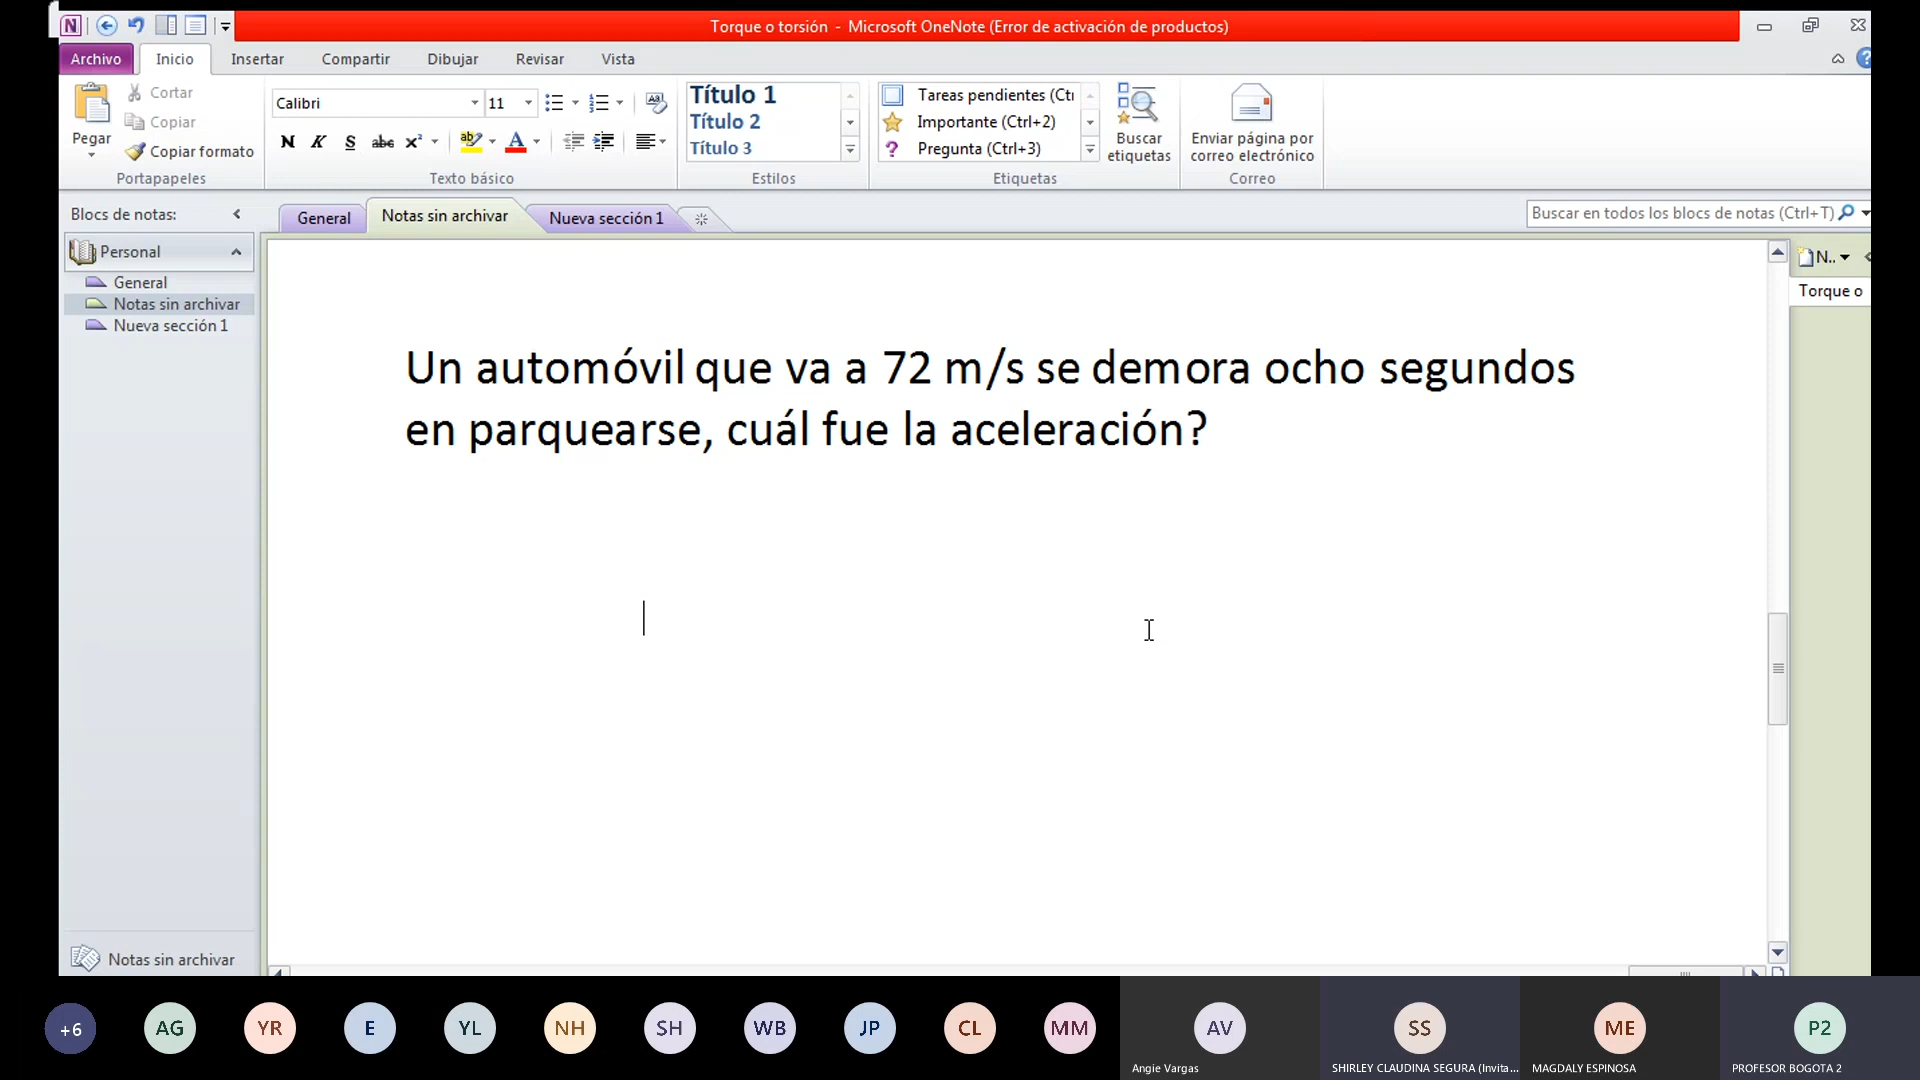 Torque o torsión - Microsoft OneNote (Error de activación de productos)
Archivo Inicio Insertar Compartir Dibujar Revisar Vista
Pegar
Cortar
Copiar
Copiar formato
Portapapeles
Calibri 11
N K S abc x²
Texto básico
Título 1
Título 2
Título 3
Estilos
Tareas pendientes (Ctr
Importante (Ctrl+2)
Pregunta (Ctrl+3)
Etiquetas
Buscar
etiquetas
Enviar página por
correo electrónico
Correo
Blocs de notas:
General Notas sin archivar Nueva sección 1
Buscar en todos los blocs de notas (Ctrl+T)
Personal
General
Notas sin archivar
Nueva sección 1
N..
Torque o
Un automóvil que va a 72 m/s se demora ocho segundos
en parquearse, cuál fue la aceleración?
Notas sin archivar
+6 AG YR E YL NH SH WB JP CL MM AV SS ME P2
Angie Vargas SHIRLEY CLAUDINA SEGURA (Invita... MAGDALY ESPINOSA PROFESOR BOGOTA 2